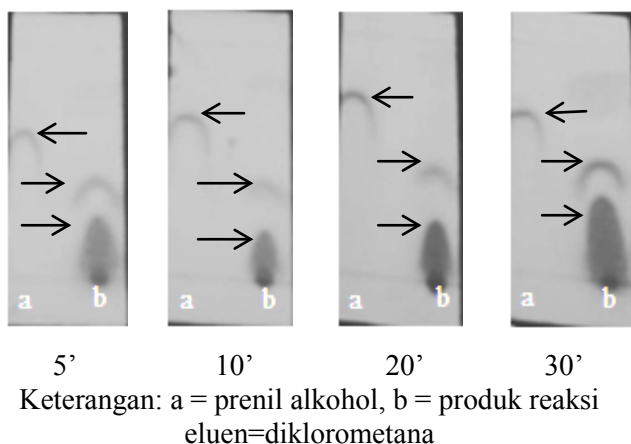 a b a b a b a b
5’ 10’ 20’ 30’
Keterangan: a = prenil alkohol, b = produk reaksi
eluen=diklorometana